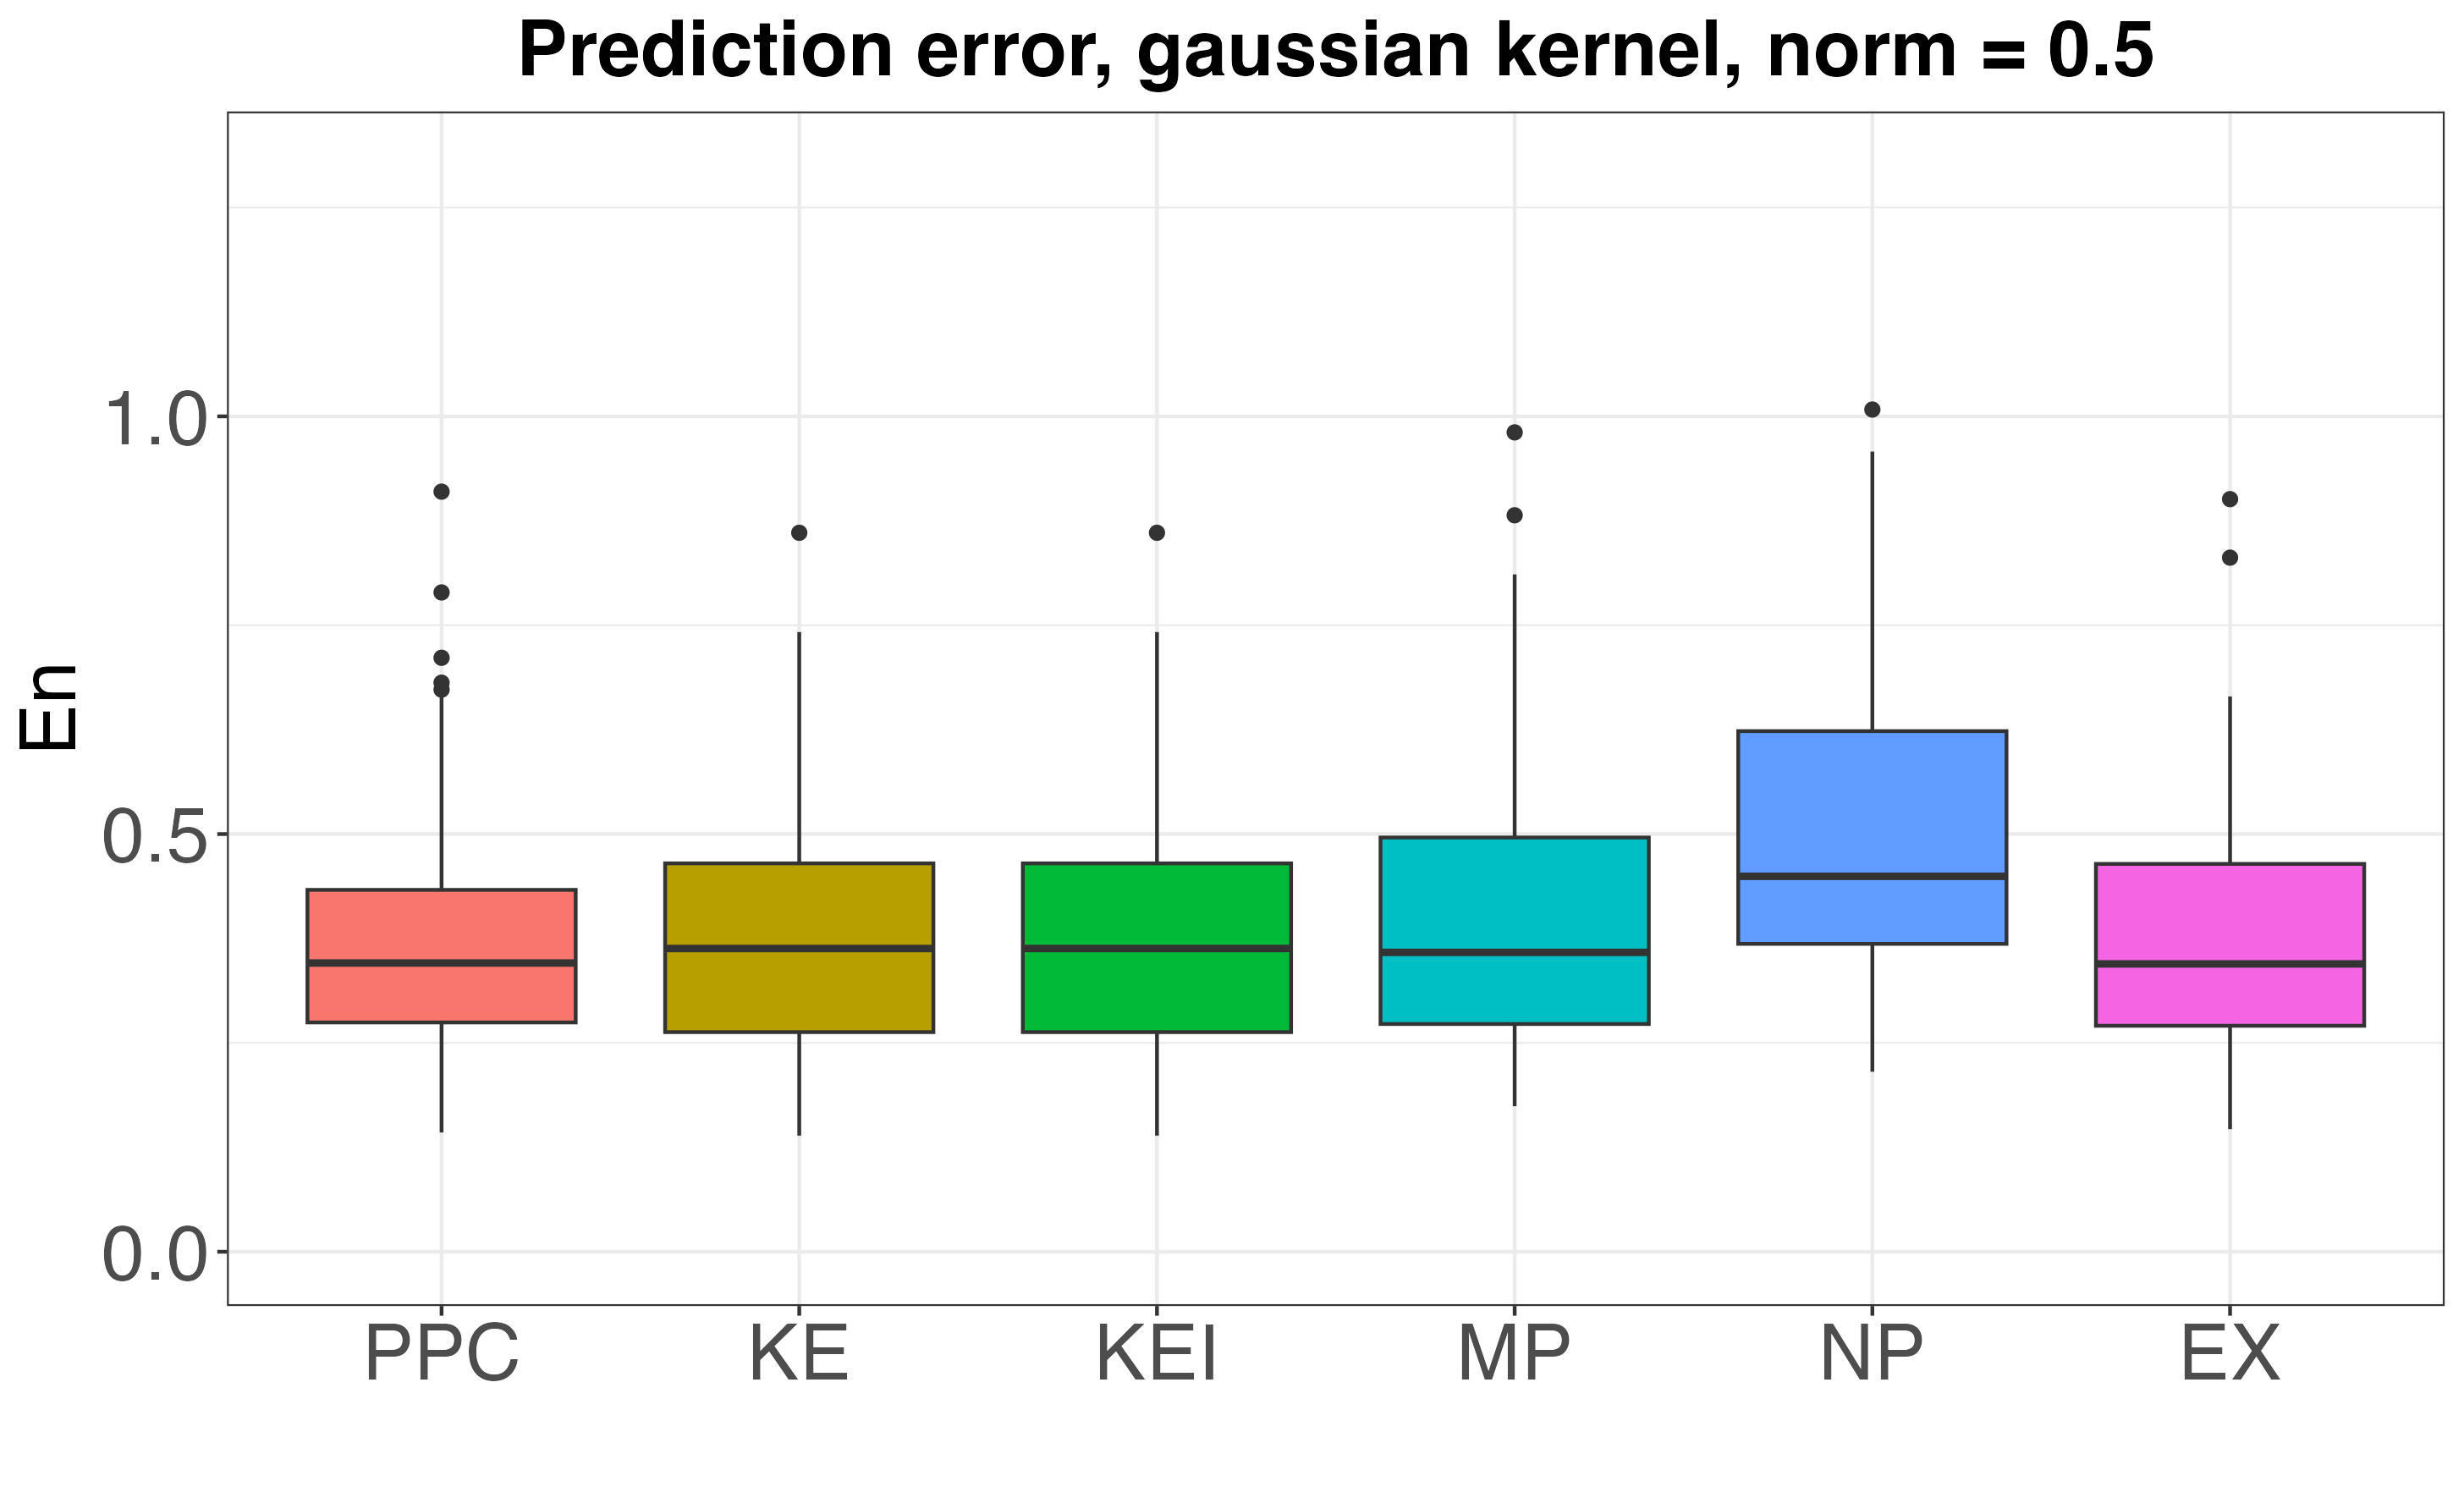 Prediction error, gaussian kernel, norm = 0.5
En
1.0
0.5
0.0
PPC KE KEI MP NP EX